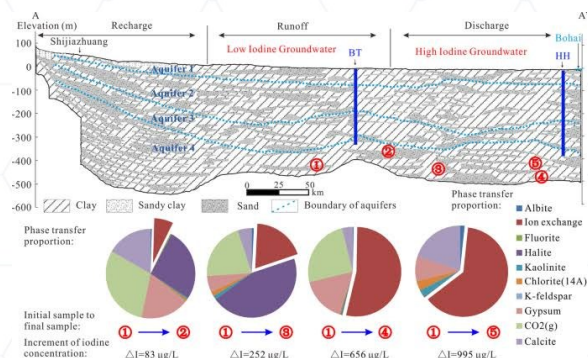 A
A'
Elevation (m)
Recharge
Runoff
Discharge
Bohai
Shijiazhuang
Low Iodine Groundwater
BT
High Iodine Groundwater
HH
100
0
-100
-200
-300
-400
-500
-600
Aquifer 1
Aquifer 2
Aquifer 3
Aquifer 4
① ② ③ ⑤ ④
0 25 50 km
Clay Sandy clay Sand Boundary of aquifers
Phase transfer proportion:
Albite
Ion exchange
Fluorite
Halite
Kaolinite
Chlorite(14A)
K-feldspar
Gypsum
CO2(g)
Calcite
Phase transfer proportion:
Initial sample to final sample:
① ② ① ③ ① ④ ① ⑤
Increment of iodine concentration:
△I=83 μg/L △I=252 μg/L △I=656 μg/L △I=995 μg/L